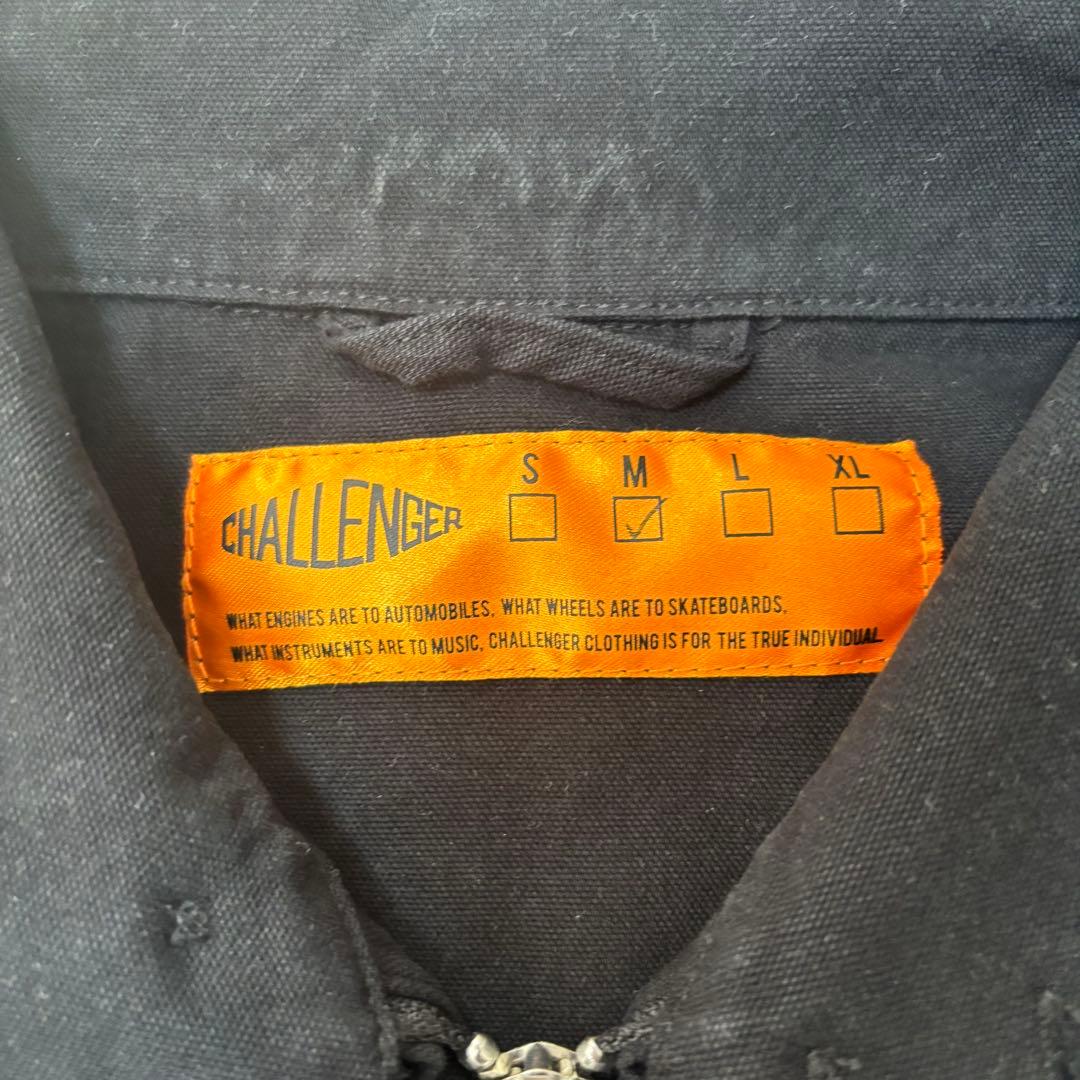 CHALLENGER
S M L XL
WHAT ENGINES ARE TO AUTOMOBILES, WHAT WHEELS ARE TO SKATEBOARDS,
WHAT INSTRUMENTS ARE TO MUSIC, CHALLENGER CLOTHING IS FOR THE TRUE INDIVIDUAL.